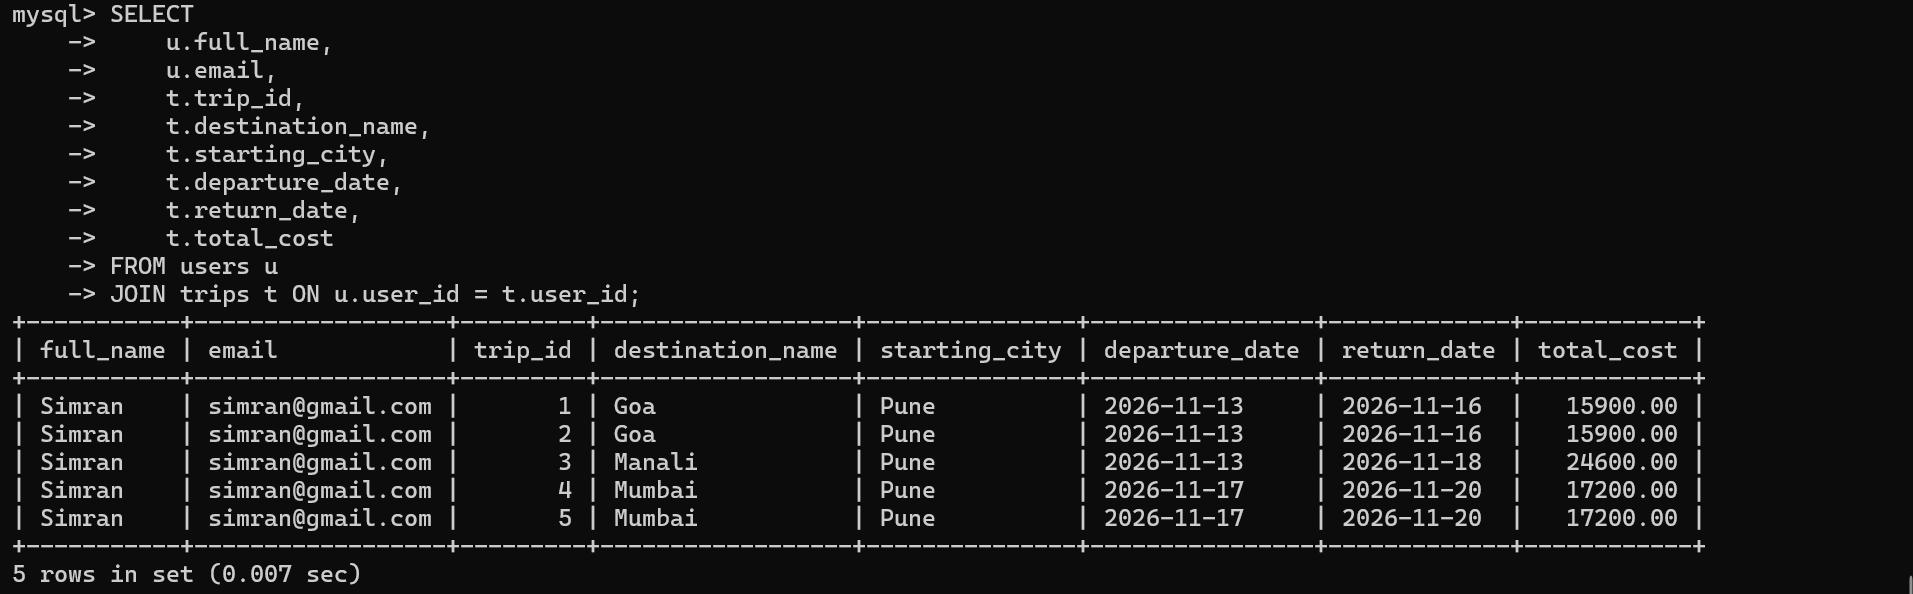 mysql> SELECT
    ->     u.full_name,
    ->     u.email,
    ->     t.trip_id,
    ->     t.destination_name,
    ->     t.starting_city,
    ->     t.departure_date,
    ->     t.return_date,
    ->     t.total_cost
    -> FROM users u
    -> JOIN trips t ON u.user_id = t.user_id;
+-----------+------------------+---------+------------------+---------------+----------------+-------------+------------+
| full_name | email            | trip_id | destination_name | starting_city | departure_date | return_date | total_cost |
+-----------+------------------+---------+------------------+---------------+----------------+-------------+------------+
| Simran    | simran@gmail.com |       1 | Goa              | Pune          | 2026-11-13     | 2026-11-16  |   15900.00 |
| Simran    | simran@gmail.com |       2 | Goa              | Pune          | 2026-11-13     | 2026-11-16  |   15900.00 |
| Simran    | simran@gmail.com |       3 | Manali           | Pune          | 2026-11-13     | 2026-11-18  |   24600.00 |
| Simran    | simran@gmail.com |       4 | Mumbai           | Pune          | 2026-11-17     | 2026-11-20  |   17200.00 |
| Simran    | simran@gmail.com |       5 | Mumbai           | Pune          | 2026-11-17     | 2026-11-20  |   17200.00 |
+-----------+------------------+---------+------------------+---------------+----------------+-------------+------------+
5 rows in set (0.007 sec)